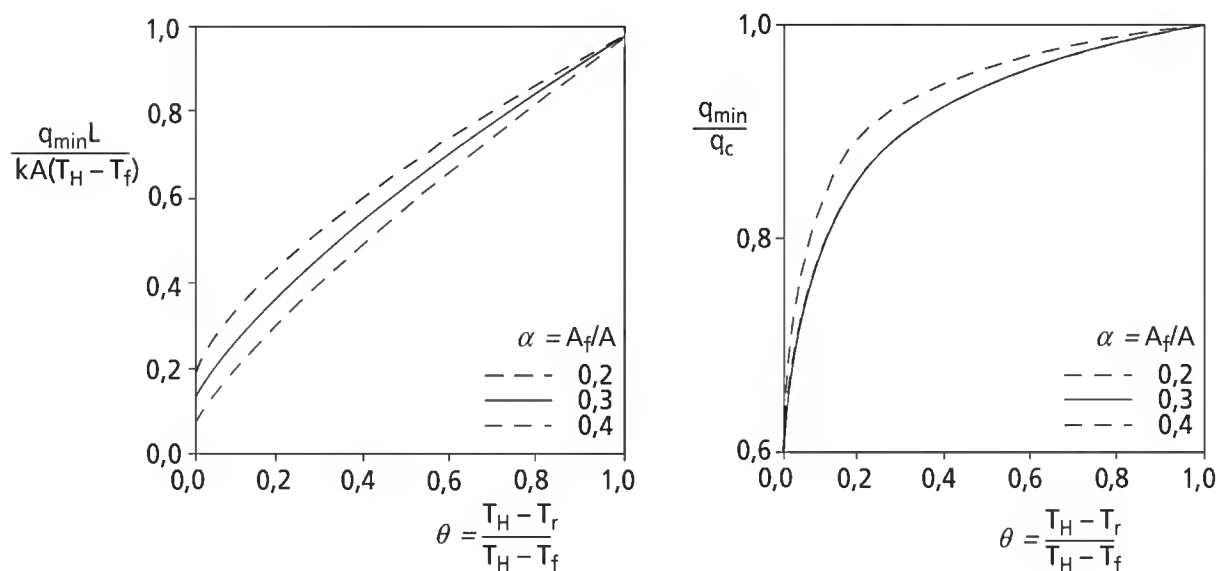 1,0
0,8
0,6
0,4
0,2
0,0
q_min L
kA(T_H − T_f)
α = A_f/A
0,2
0,3
0,4
0,0 0,2 0,4 0,6 0,8 1,0
θ = T_H − T_r
T_H − T_f
1,0
0,8
0,6
q_min
q_c
α = A_f/A
0,2
0,3
0,4
0,0 0,2 0,4 0,6 0,8 1,0
θ = T_H − T_r
T_H − T_f